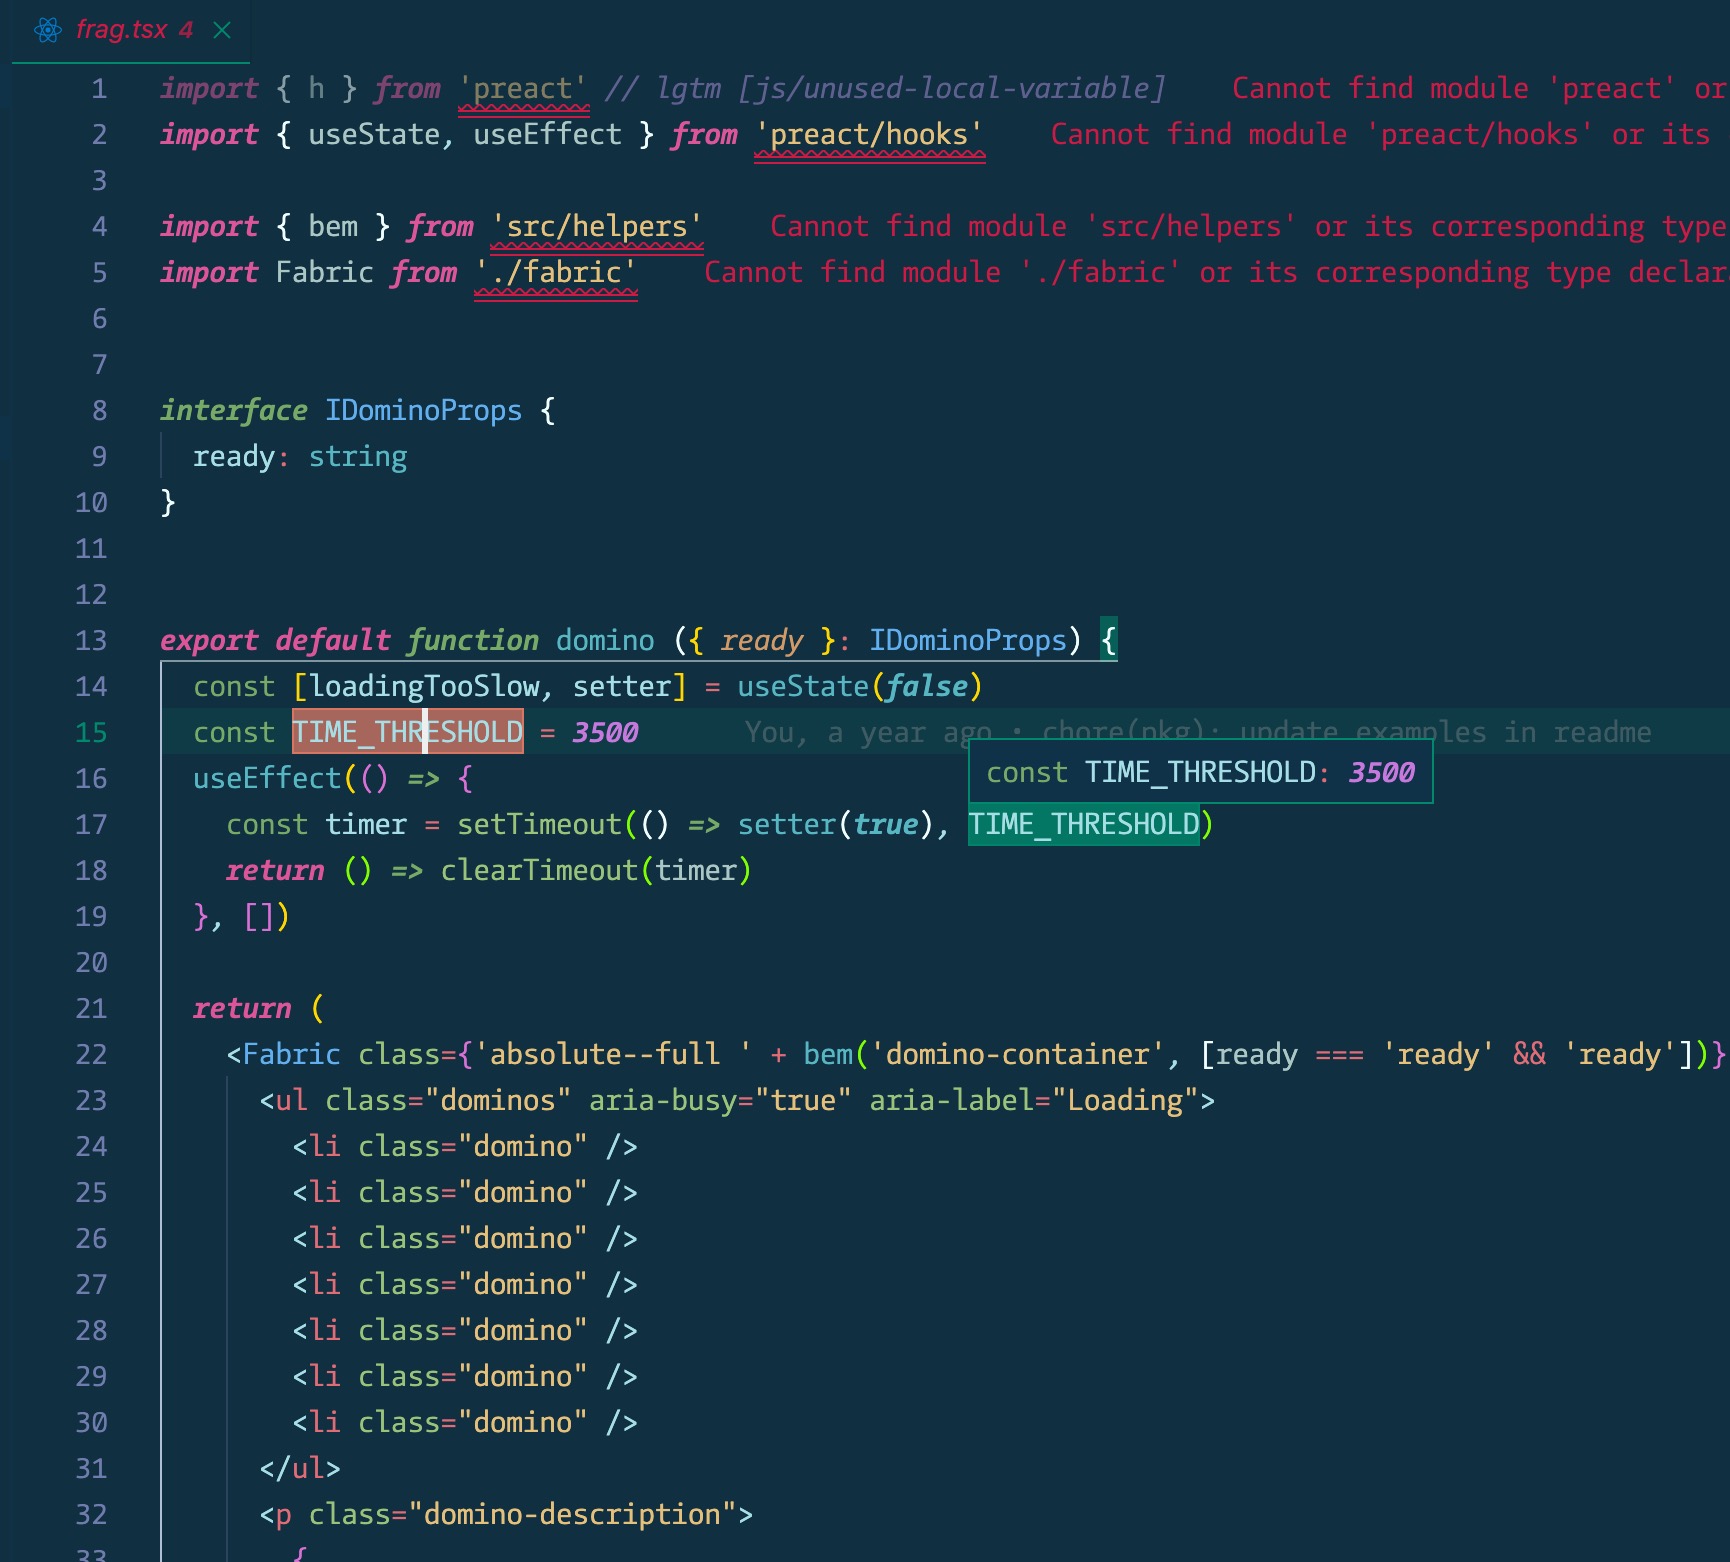 frag.tsx 4
1 import { h } from 'preact' // lgtm [js/unused-local-variable] Cannot find module 'preact' or
2 import { useState, useEffect } from 'preact/hooks' Cannot find module 'preact/hooks' or its
3
4 import { bem } from 'src/helpers' Cannot find module 'src/helpers' or its corresponding type
5 import Fabric from './fabric' Cannot find module './fabric' or its corresponding type declar
6
7
8 interface IDominoProps {
9 ready: string
10 }
11
12
13 export default function domino ({ ready }: IDominoProps) {
14 const [loadingTooSlow, setter] = useState(false)
15 const TIME_THRESHOLD = 3500 You, a year ago • chore(pkg): update examples in readme
const TIME_THRESHOLD: 3500
16 useEffect(() => {
17 const timer = setTimeout(() => setter(true), TIME_THRESHOLD)
18 return () => clearTimeout(timer)
19 }, [])
20
21 return (
22 <Fabric class={'absolute--full ' + bem('domino-container', [ready === 'ready' && 'ready'])}
23 <ul class="dominos" aria-busy="true" aria-label="Loading">
24 <li class="domino" />
25 <li class="domino" />
26 <li class="domino" />
27 <li class="domino" />
28 <li class="domino" />
29 <li class="domino" />
30 <li class="domino" />
31 </ul>
32 <p class="domino-description">
33 {